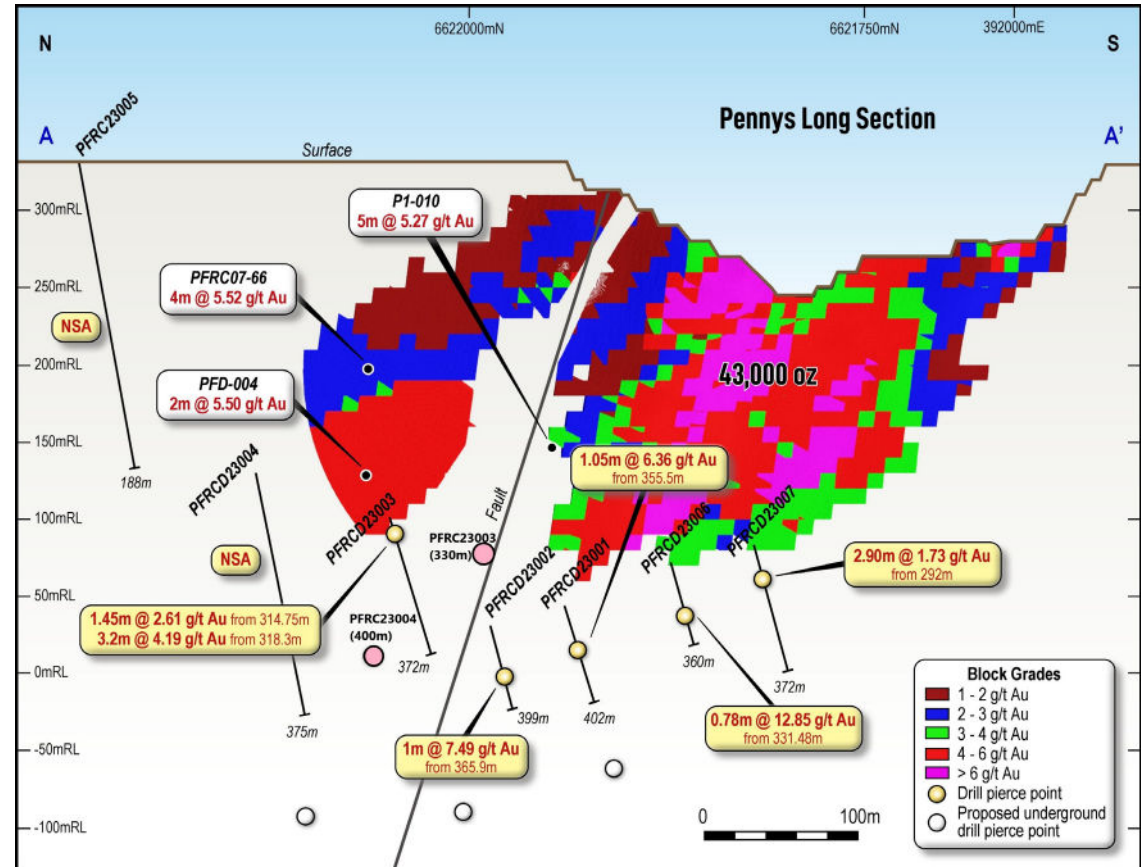 6622000mN
6621750mN
392000mE
N
S
Pennys Long Section
A
A'
PFRC23005
Surface
300mRL
250mRL
200mRL
150mRL
100mRL
50mRL
0mRL
-50mRL
-100mRL
P1-010
5m @ 5.27 g/t Au
PFRC07-66
4m @ 5.52 g/t Au
NSA
PFD-004
2m @ 5.50 g/t Au
43,000 oz
188m
PFRCD23004
NSA
375m
PFRCD23003
372m
1.45m @ 2.61 g/t Au from 314.75m
3.2m @ 4.19 g/t Au from 318.3m
PFRC23003
(330m)
PFRC23004
(400m)
Fault
PFRCD23002
399m
1m @ 7.49 g/t Au
from 365.9m
PFRCD23001
402m
1.05m @ 6.36 g/t Au
from 355.5m
PFRCD23006
360m
0.78m @ 12.85 g/t Au
from 331.48m
PFRCD23007
372m
2.90m @ 1.73 g/t Au
from 292m
0
100m
Block Grades
1 - 2 g/t Au
2 - 3 g/t Au
3 - 4 g/t Au
4 - 6 g/t Au
> 6 g/t Au
Drill pierce point
Proposed underground
drill pierce point